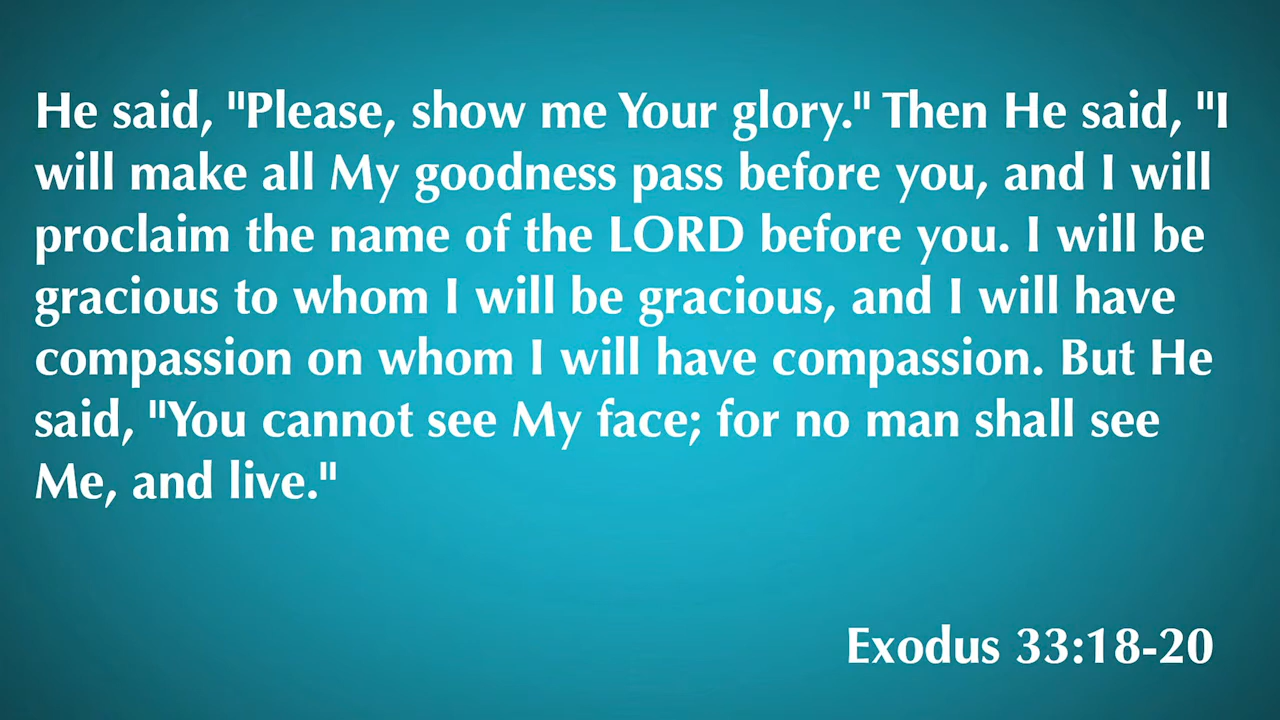 He said, "Please, show me Your glory." Then He said, "I
will make all My goodness pass before you, and I will
proclaim the name of the LORD before you. I will be
gracious to whom I will be gracious, and I will have
compassion on whom I will have compassion. But He
said, "You cannot see My face; for no man shall see
Me, and live."
Exodus 33:18-20